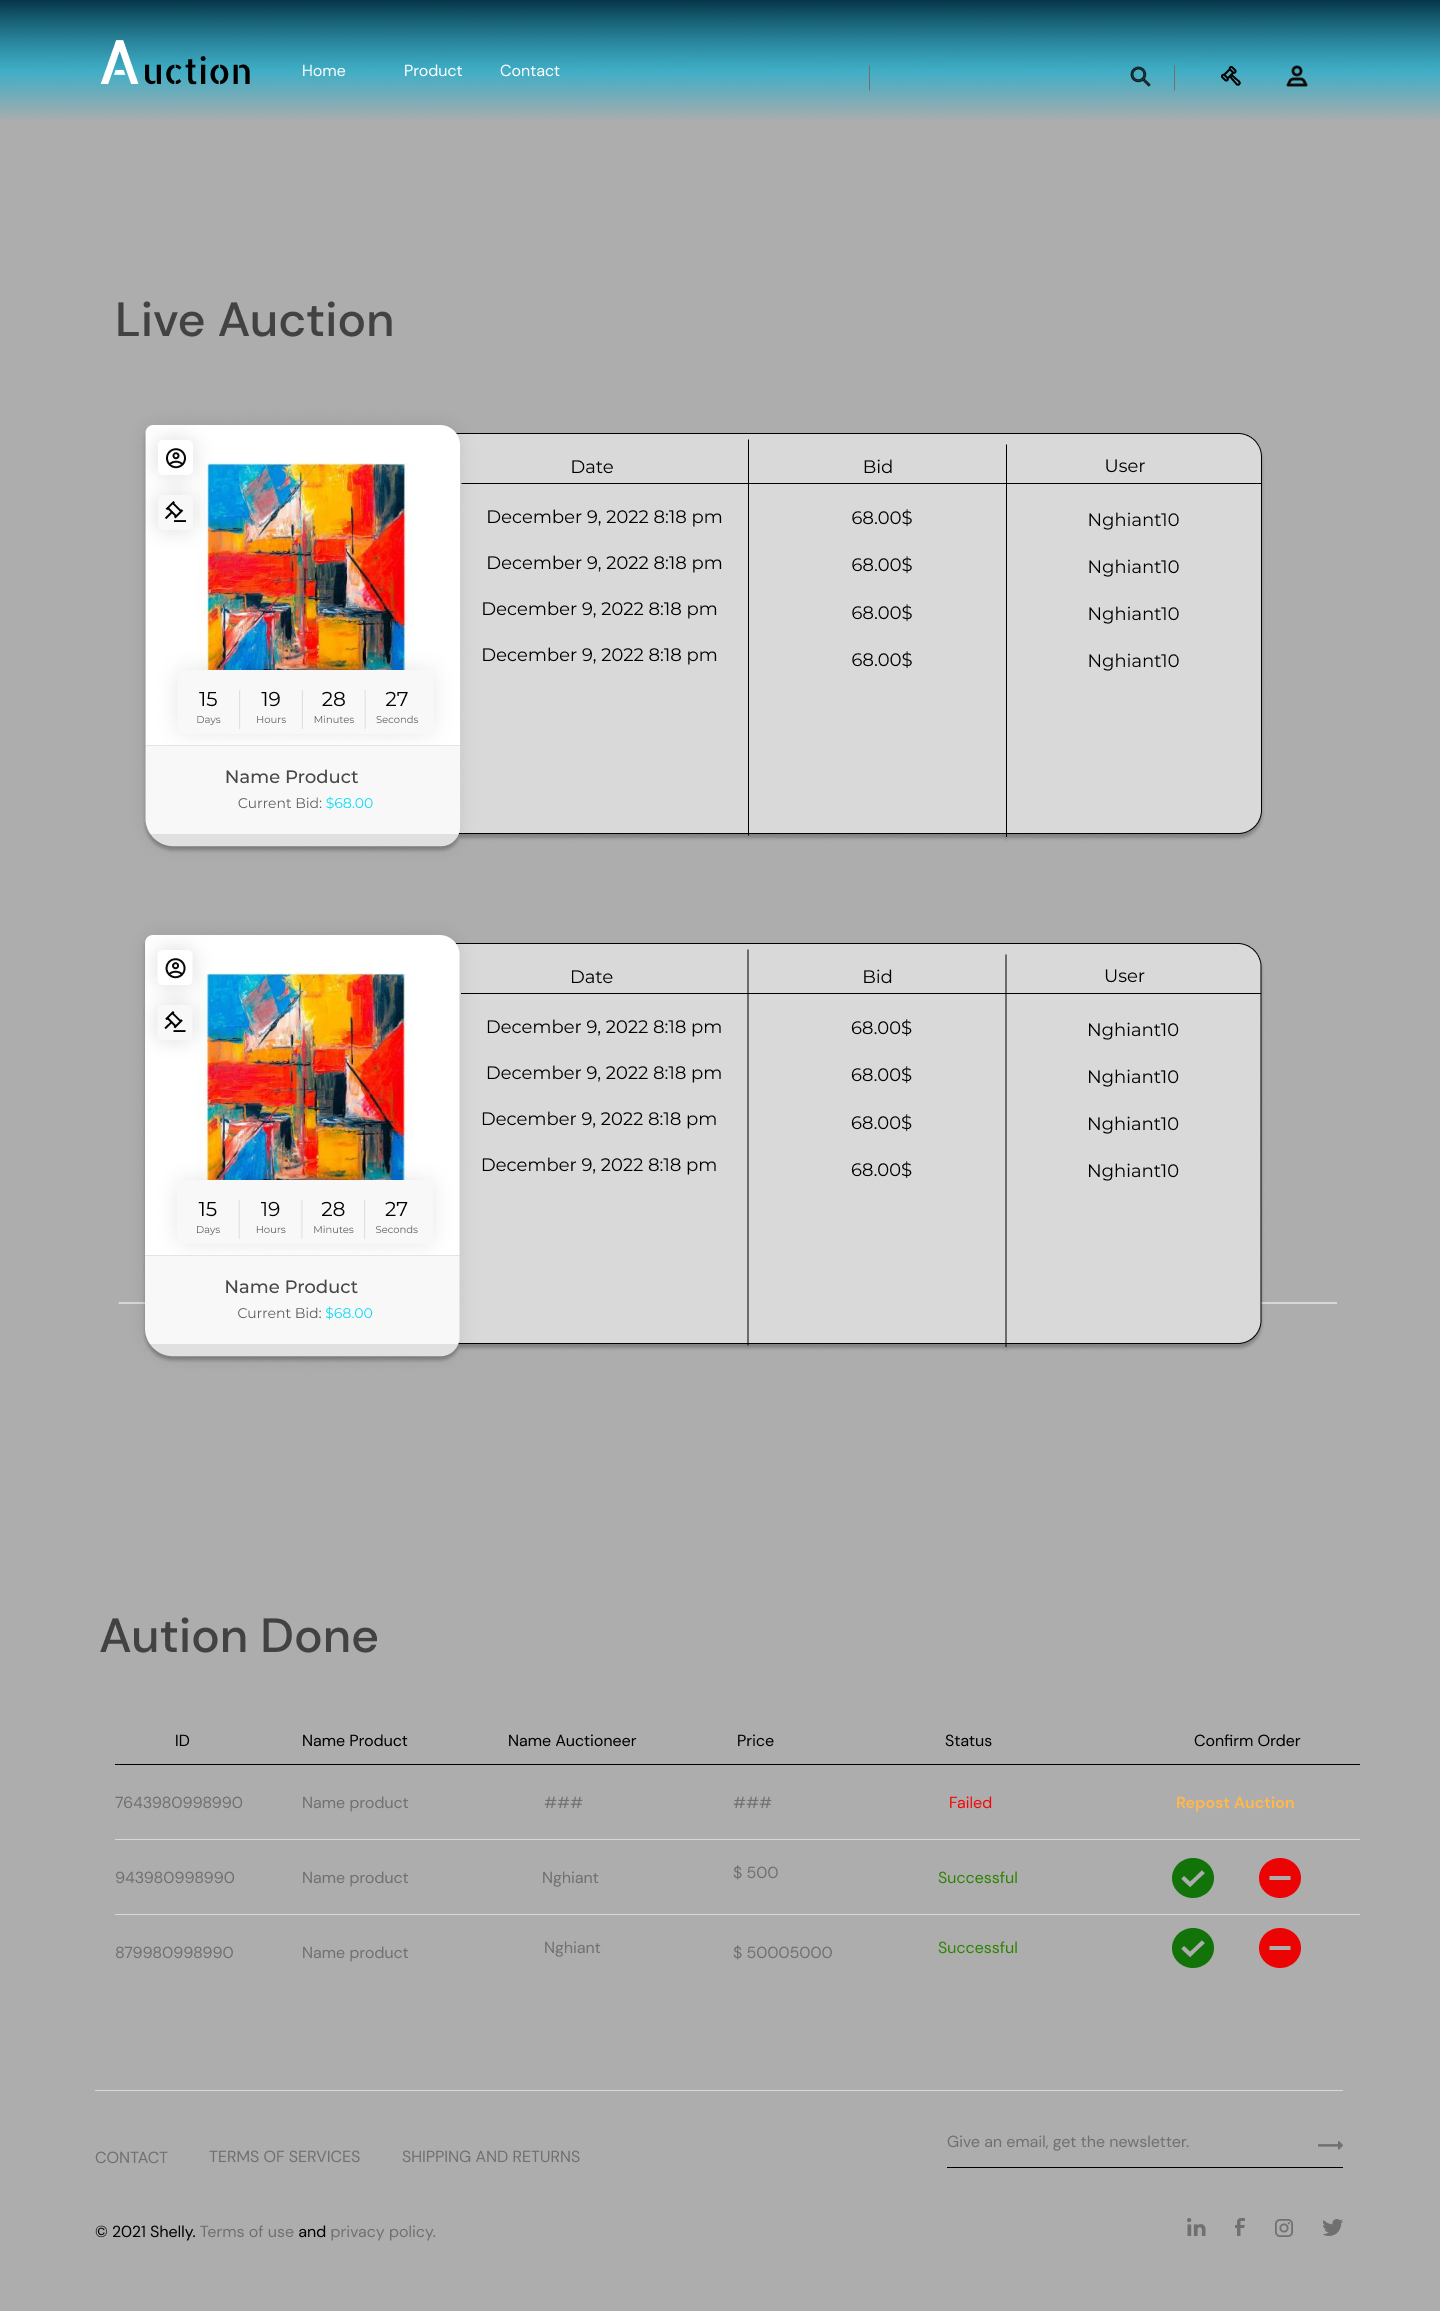 Auction Home Product Contact
Live Auction
Date Bid User
December 9, 2022 8:18 pm 68.00$ Nghiant10
December 9, 2022 8:18 pm 68.00$ Nghiant10
December 9, 2022 8:18 pm 68.00$ Nghiant10
December 9, 2022 8:18 pm 68.00$ Nghiant10
15 19 28 27
Days Hours Minutes Seconds
Name Product
Current Bid: $68.00
Date Bid User
December 9, 2022 8:18 pm 68.00$ Nghiant10
December 9, 2022 8:18 pm 68.00$ Nghiant10
December 9, 2022 8:18 pm 68.00$ Nghiant10
December 9, 2022 8:18 pm 68.00$ Nghiant10
15 19 28 27
Days Hours Minutes Seconds
Name Product
Current Bid: $68.00
Aution Done
ID Name Product Name Auctioneer Price Status Confirm Order
7643980998990 Name product ### ### Failed Repost Auction
943980998990 Name product Nghiant $ 500 Successful
879980998990 Name product Nghiant $ 50005000 Successful
Give an email, get the newsletter.
CONTACT TERMS OF SERVICES SHIPPING AND RETURNS
© 2021 Shelly. Terms of use and privacy policy.